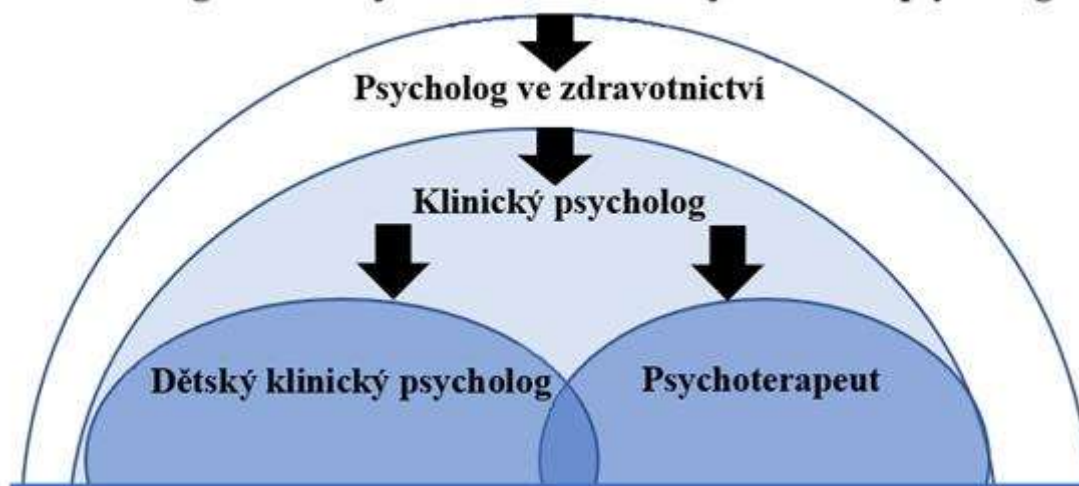 Psycholog ve zdravotnictví
Klinický psycholog
Dětský klinický psycholog
Psychoterapeut